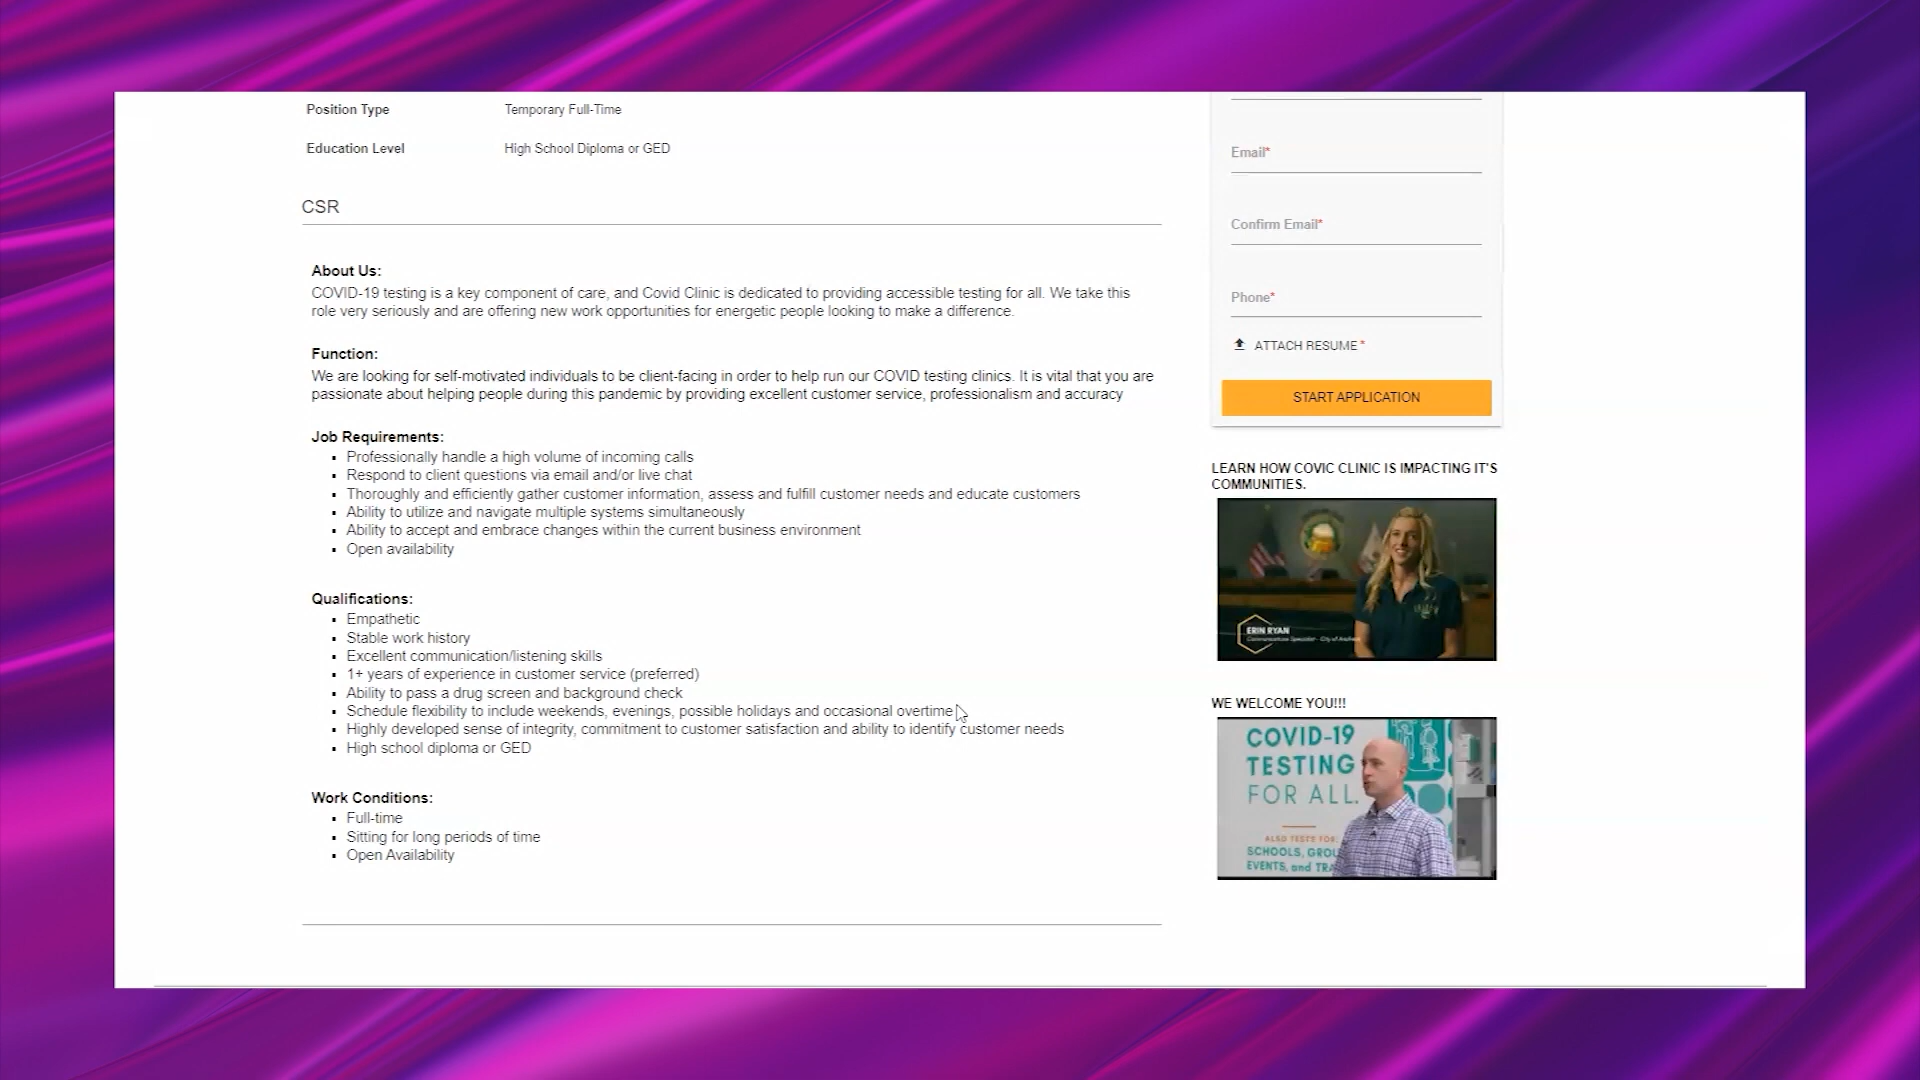 Position Type Temporary Full-Time
Education Level High School Diploma or GED
CSR
About Us:
COVID-19 testing is a key component of care, and Covid Clinic is dedicated to providing accessible testing for all. We take this
role very seriously and are offering new work opportunities for energetic people looking to make a difference.
Function:
We are looking for self-motivated individuals to be client-facing in order to help run our COVID testing clinics. It is vital that you are
passionate about helping people during this pandemic by providing excellent customer service, professionalism and accuracy
Job Requirements:
Professionally handle a high volume of incoming calls
Respond to client questions via email and/or live chat
Thoroughly and efficiently gather customer information, assess and fulfill customer needs and educate customers
Ability to utilize and navigate multiple systems simultaneously
Ability to accept and embrace changes within the current business environment
Open availability
Qualifications:
Empathetic
Stable work history
Excellent communication/listening skills
1+ years of experience in customer service (preferred)
Ability to pass a drug screen and background check
Schedule flexibility to include weekends, evenings, possible holidays and occasional overtime
Highly developed sense of integrity, commitment to customer satisfaction and ability to identify customer needs
High school diploma or GED
Work Conditions:
Full-time
Sitting for long periods of time
Open Availability
Email*
Confirm Email*
Phone*
ATTACH RESUME *
START APPLICATION
LEARN HOW COVIC CLINIC IS IMPACTING IT'S
COMMUNITIES.
ERIN RYAN
Communications Specialist - City of Anaheim
WE WELCOME YOU!!!
COVID-19
TESTING
FOR ALL.
ALSO TESTS FOR:
SCHOOLS, GROU
EVENTS, and TRA